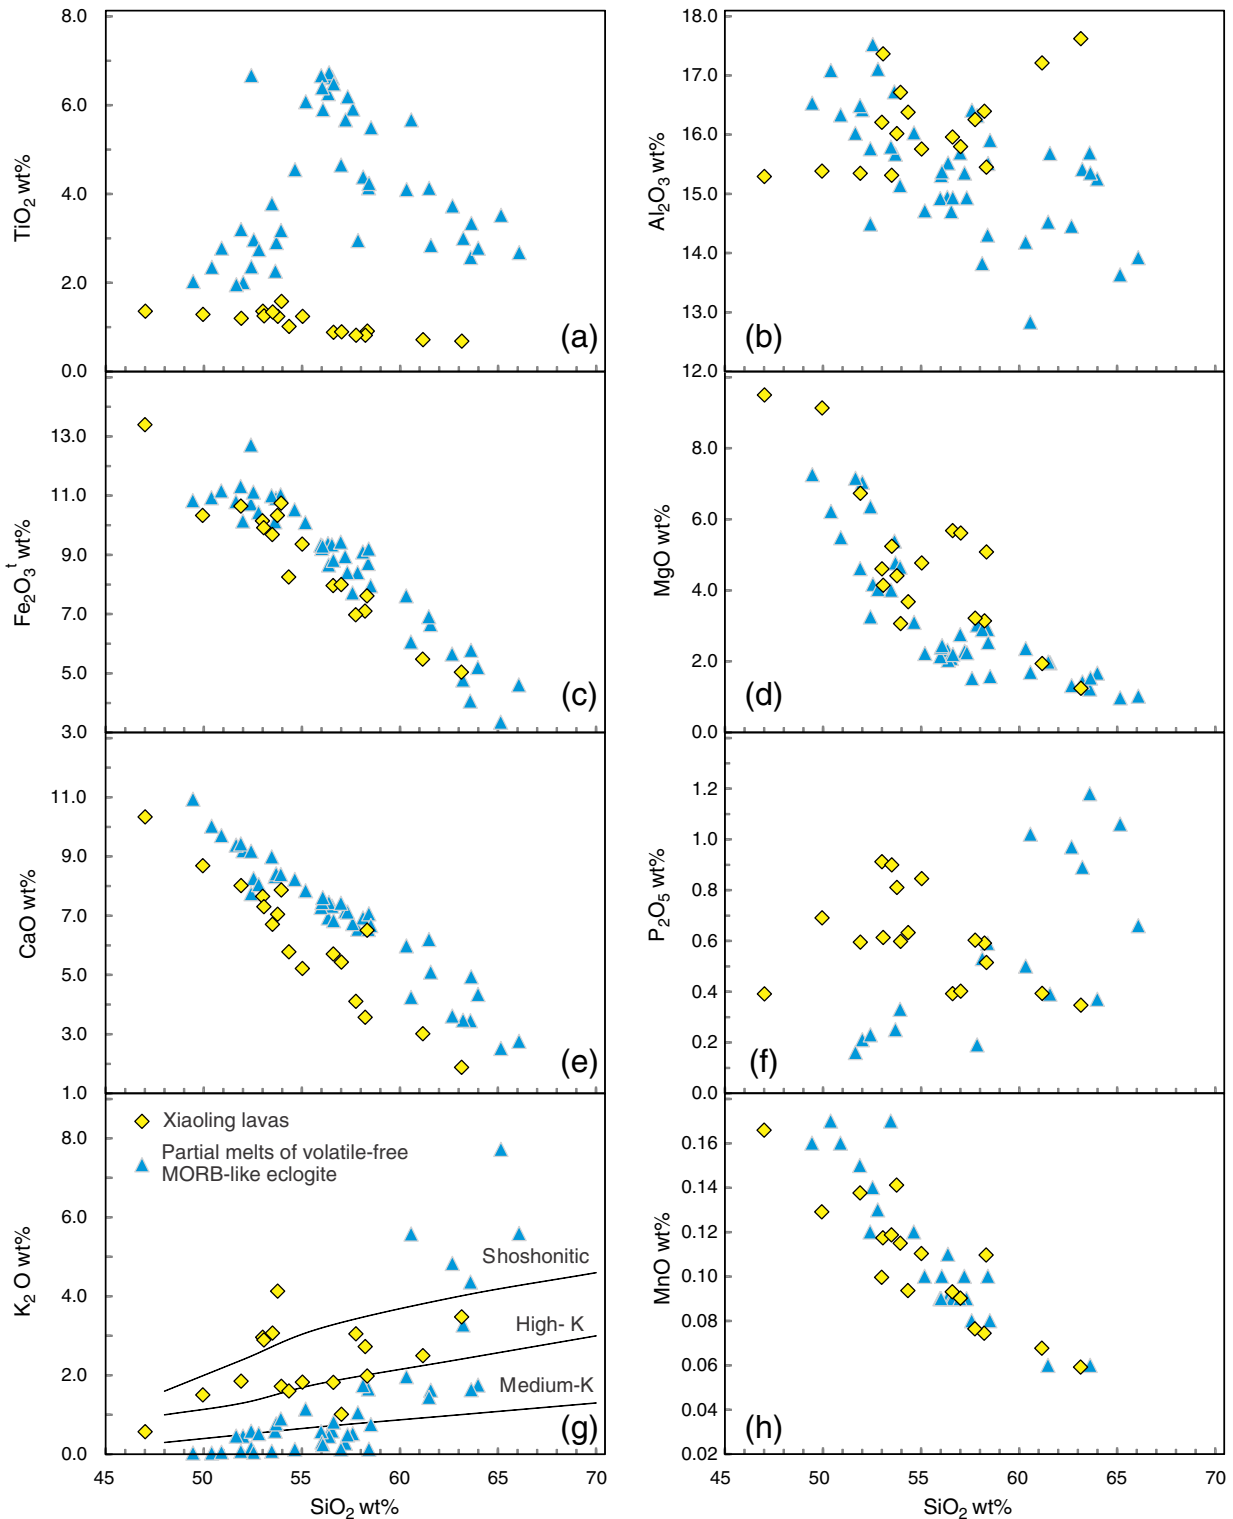 8.0
6.0
4.0
2.0
0.0
TiO2 wt%
(a)
18.0
17.0
16.0
15.0
14.0
13.0
12.0
Al2O3 wt%
(b)
13.0
11.0
9.0
7.0
5.0
3.0
Fe2O3t wt%
(c)
8.0
6.0
4.0
2.0
0.0
MgO wt%
(d)
11.0
9.0
7.0
5.0
3.0
1.0
CaO wt%
(e)
1.2
1.0
0.8
0.6
0.4
0.2
0.0
P2O5 wt%
(f)
Xiaoling lavas
Partial melts of volatile-free
MORB-like eclogite
8.0
6.0
4.0
2.0
0.0
K2O wt%
Shoshonitic
High- K
Medium-K
(g)
45 50 55 60 65 70
SiO2 wt%
0.16
0.14
0.12
0.10
0.08
0.06
0.04
0.02
MnO wt%
(h)
45 50 55 60 65 70
SiO2 wt%